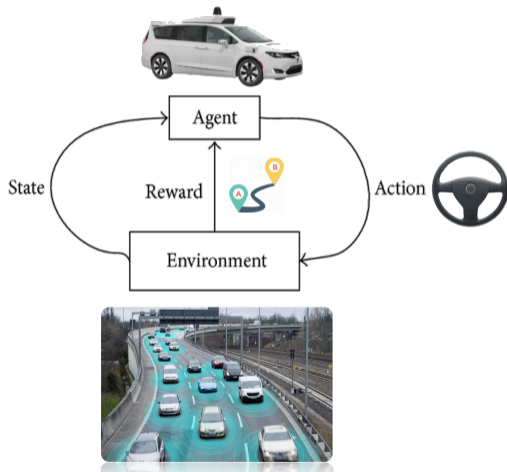 Agent
State
Reward
A
B
Action
Environment